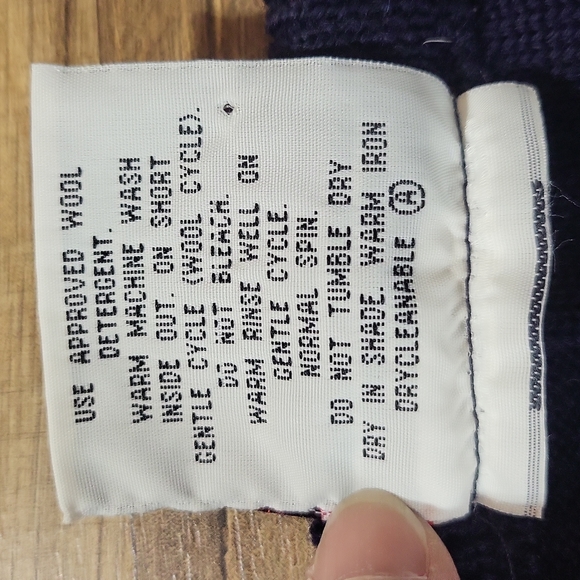 USE APPROVED WOOL
DETERGENT.
WARM MACHINE WASH
INSIDE OUT. ON SHORT
GENTLE CYCLE (WOOL CYCLE).
DO NOT BLEACH.
WARM RINSE WELL ON
GENTLE CYCLE.
NORMAL SPIN.
DO NOT TUMBLE DRY
DRY IN SHADE. WARM IRON
DRYCLEANABLE Ⓐ